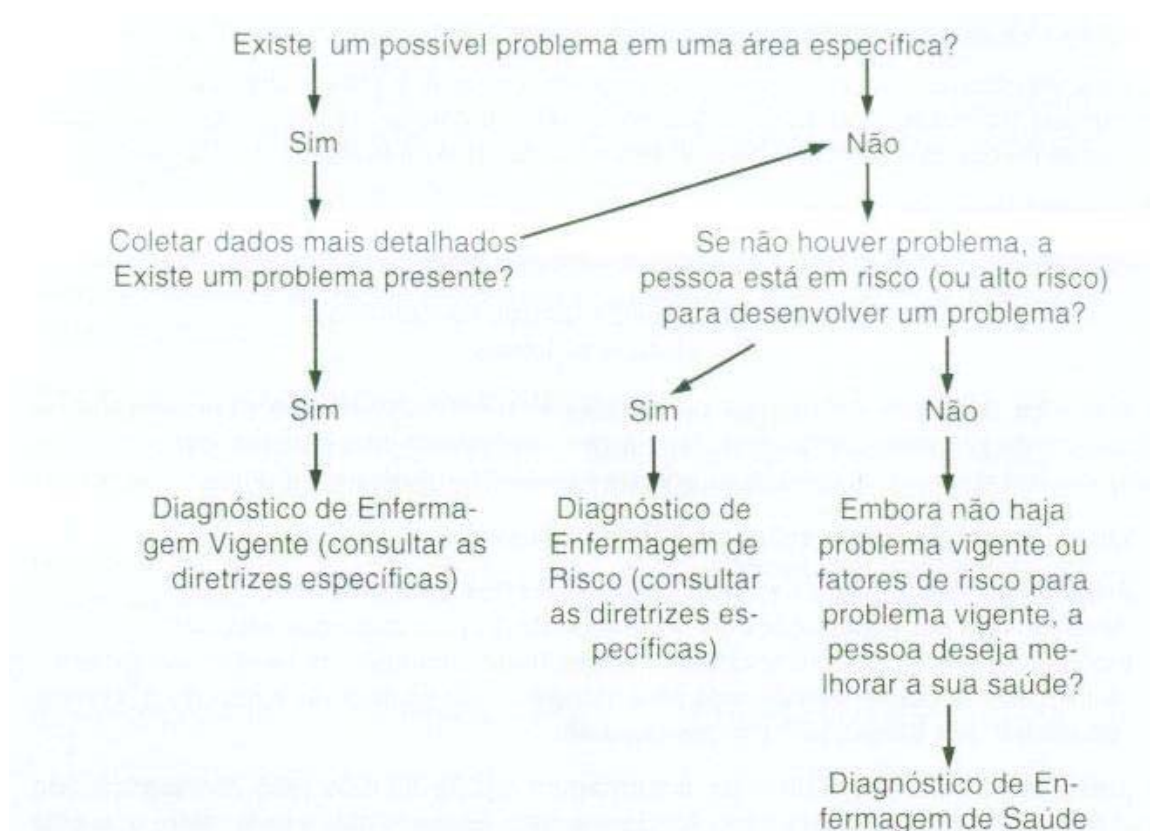 Existe um possível problema em uma área específica?
Sim
Não
Coletar dados mais detalhados
Existe um problema presente?
Se não houver problema, a
pessoa está em risco (ou alto risco)
para desenvolver um problema?
Sim
Sim
Não
Diagnóstico de Enferma-
gem Vigente (consultar as
diretrizes específicas)
Diagnóstico de
Enfermagem de
Risco (consultar
as diretrizes es-
pecíficas)
Embora não haja
problema vigente ou
fatores de risco para
problema vigente, a
pessoa deseja me-
lhorar a sua saúde?
Diagnóstico de En-
fermagem de Saúde